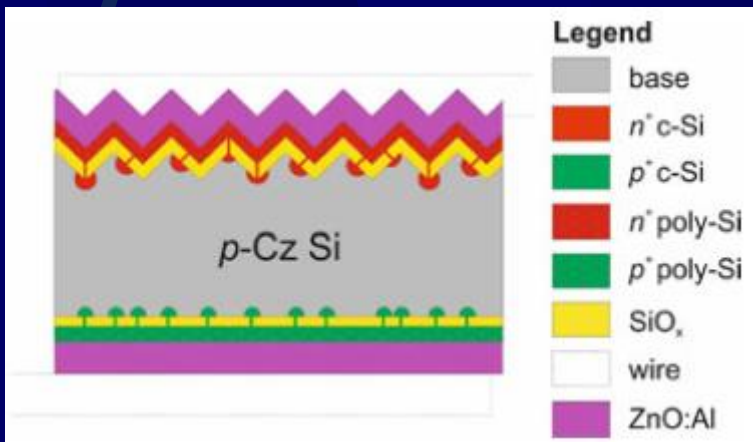 Legend
base
n⁺ c-Si
p⁺ c-Si
n⁺ poly-Si
p⁺ poly-Si
SiOₓ
wire
ZnO:Al
p-Cz Si